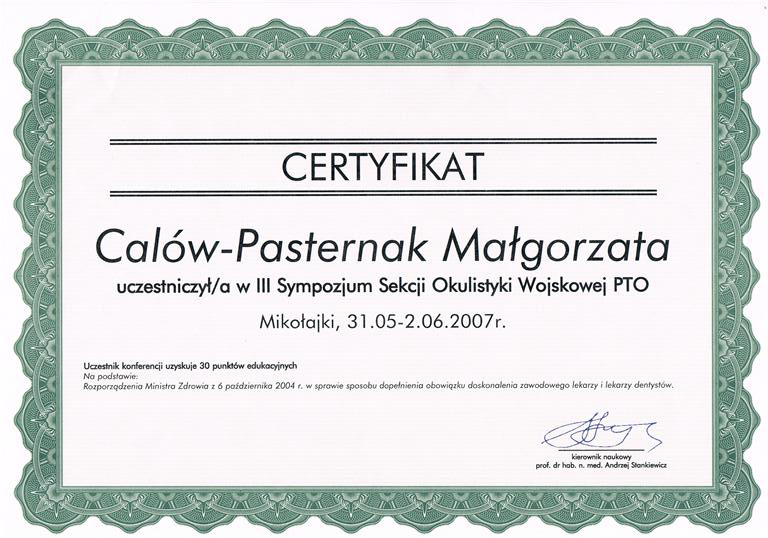 CERTYFIKAT
Calów-Pasternak Małgorzata
uczestniczył/a w III Sympozjum Sekcji Okulistyki Wojskowej PTO
Mikołajki, 31.05-2.06.2007r.
Uczestnik konferencji uzyskuje 30 punktów edukacyjnych
Na podstawie:
Rozporządzenia Ministra Zdrowia z 6 października 2004 r. w sprawie sposobu dopełnienia obowiązku doskonalenia zawodowego lekarzy i lekarzy dentystów.
kierownik naukowy
prof. dr hab. n. med. Andrzej Stankiewicz